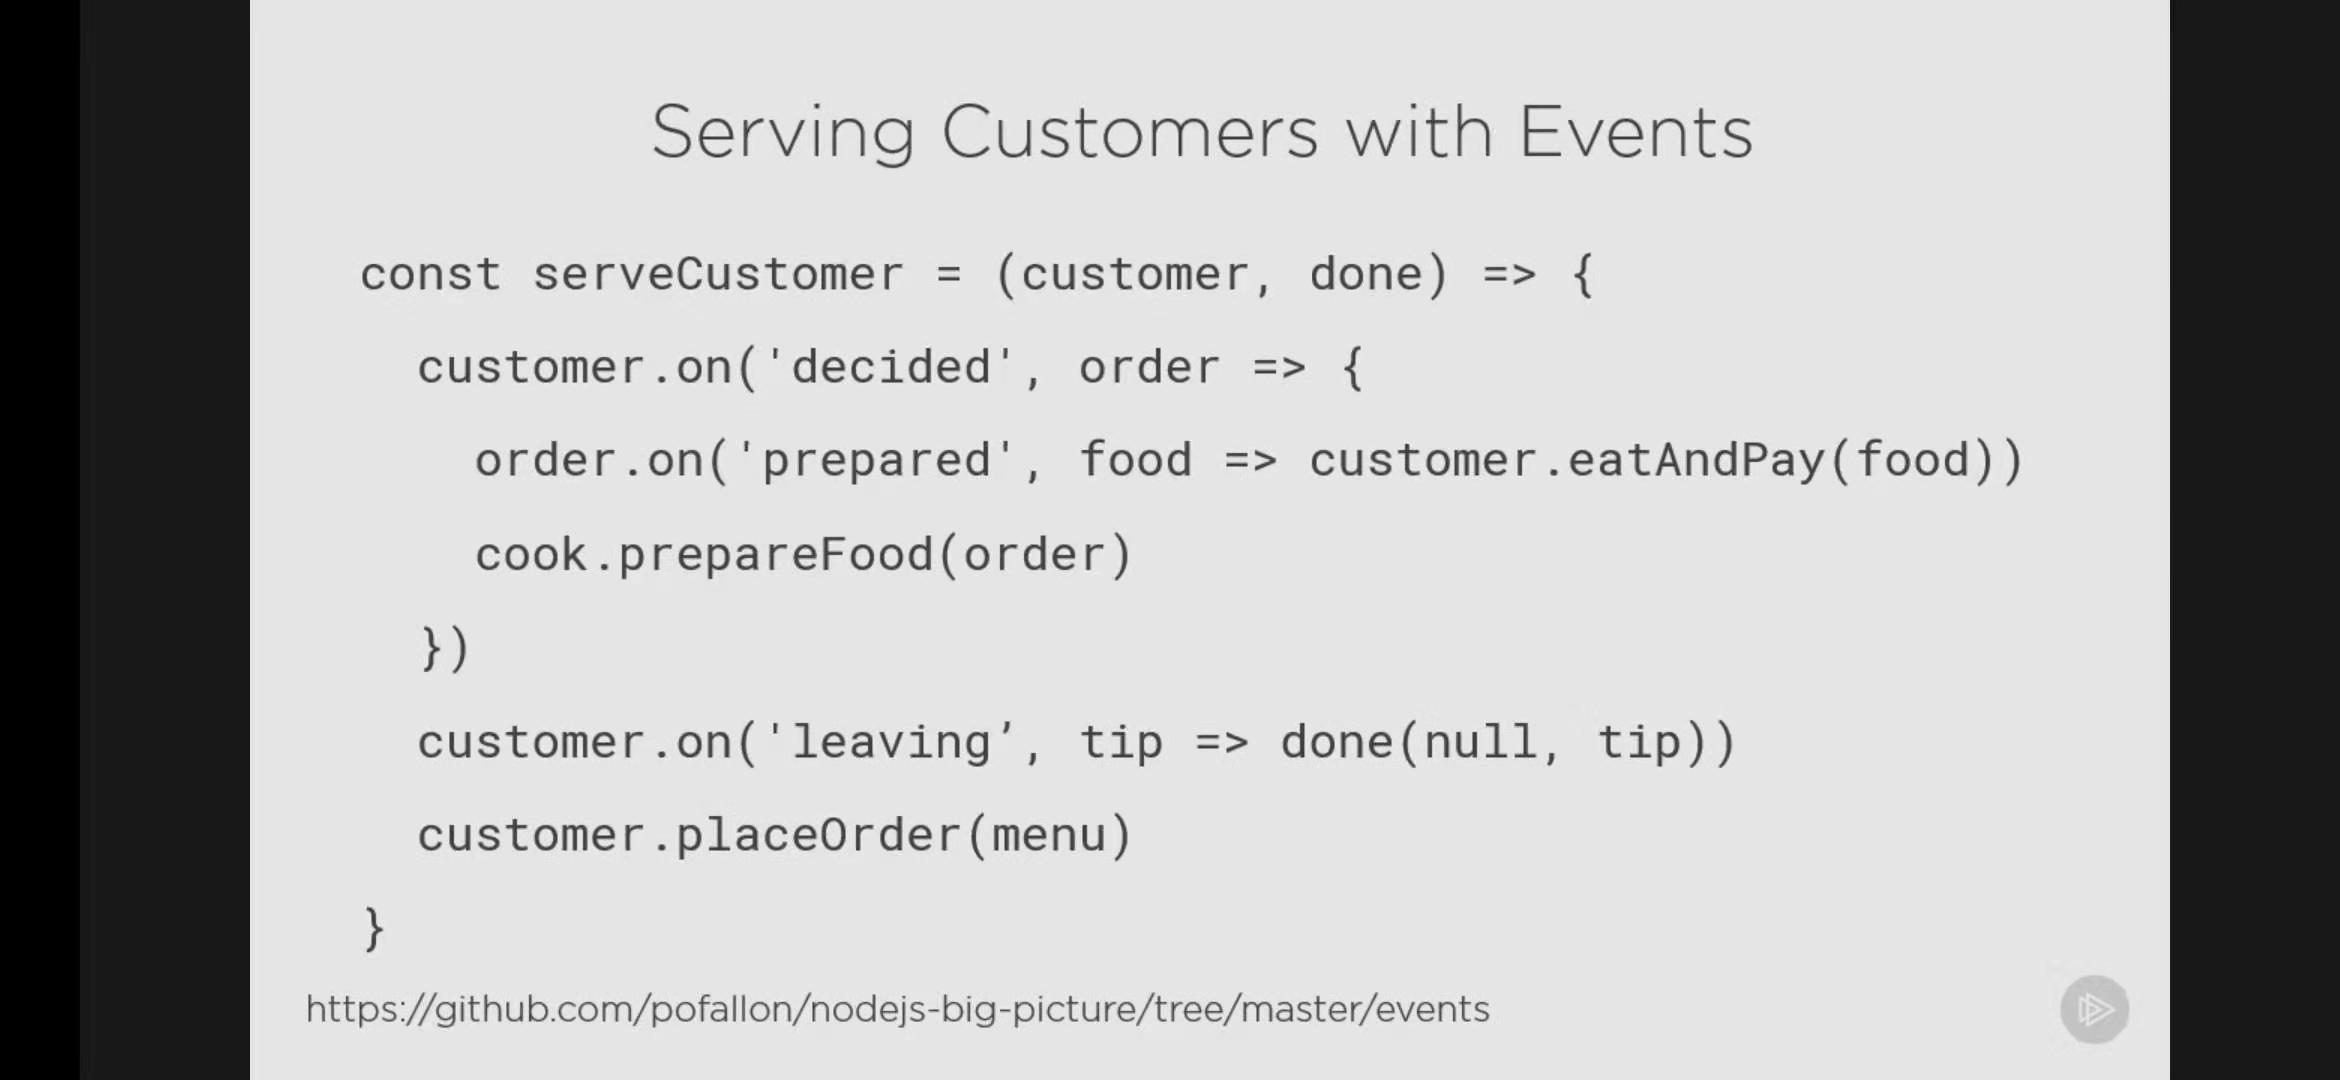 Serving Customers with Events
const serveCustomer = (customer, done) => {
  customer.on('decided', order => {
    order.on('prepared', food => customer.eatAndPay(food))
    cook.prepareFood(order)
  })
  customer.on('leaving’, tip => done(null, tip))
  customer.placeOrder(menu)
}
https://github.com/pofallon/nodejs-big-picture/tree/master/events